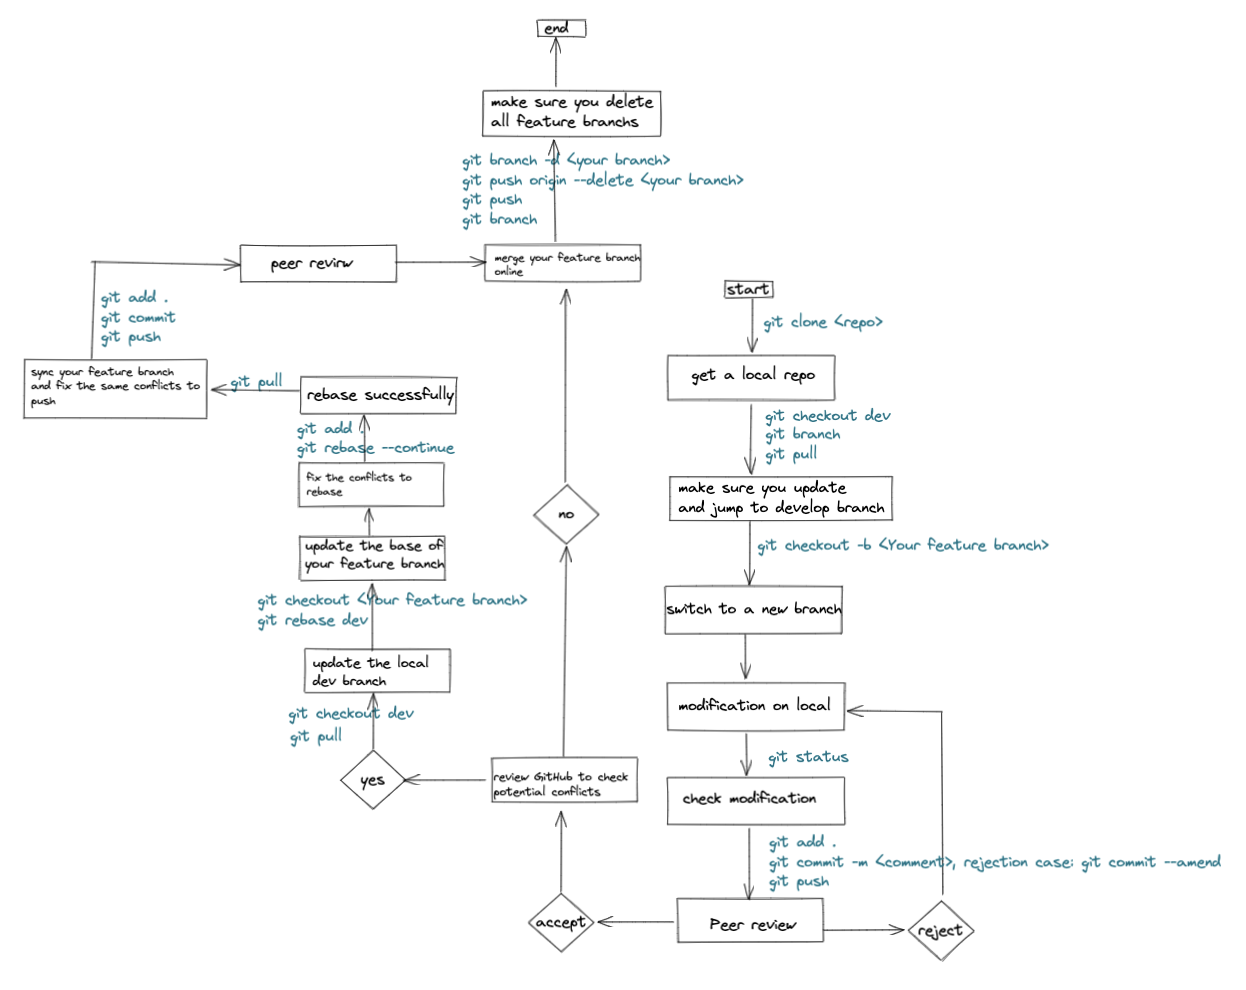 end
make sure you delete
all feature branchs
git branch -d <your branch>
git push origin --delete <your branch>
git push
git branch
peer revirw
merge your feature branch
online
git add .
git commit
git push
start
git clone <repo>
get a local repo
sync your feature branch
and fix the same conflicts to
push
git pull
rebase successfully
git add .
git rebase --continue
git checkout dev
git branch
git pull
fix the conflicts to
rebase
make sure you update
and jump to develop branch
no
update the base of
your feature branch
git checkout -b <Your feature branch>
git checkout <Your feature branch>
git rebase dev
switch to a new branch
update the local
dev branch
git checkout dev
git pull
modification on local
git status
yes
review GitHub to check
potential conflicts
check modification
git add .
git commit -m <comment>, rejection case: git commit --amend
git push
accept
Peer review
reject